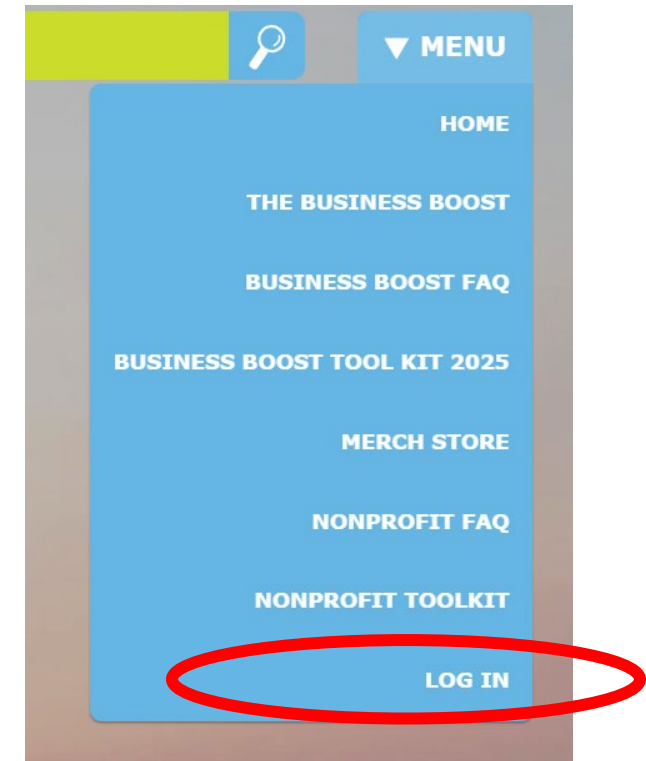 ▼ MENU
HOME
THE BUSINESS BOOST
BUSINESS BOOST FAQ
BUSINESS BOOST TOOL KIT 2025
MERCH STORE
NONPROFIT FAQ
NONPROFIT TOOLKIT
LOG IN